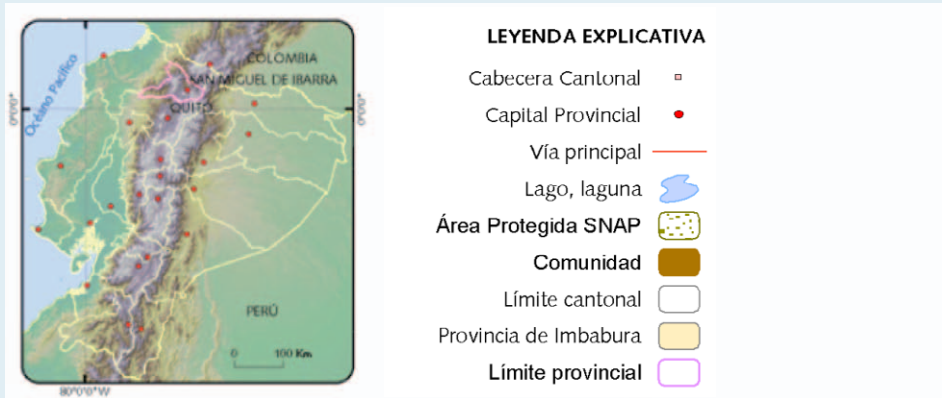 COLOMBIA
SAN MIGUEL DE IBARRA
QUITO
Océano Pacífico
0°0'0"
0°0'0"
PERÚ
0 100 Km
80°0'0"W
LEYENDA EXPLICATIVA
Cabecera Cantonal
Capital Provincial
Vía principal
Lago, laguna
Área Protegida SNAP
Comunidad
Límite cantonal
Provincia de Imbabura
Límite provincial